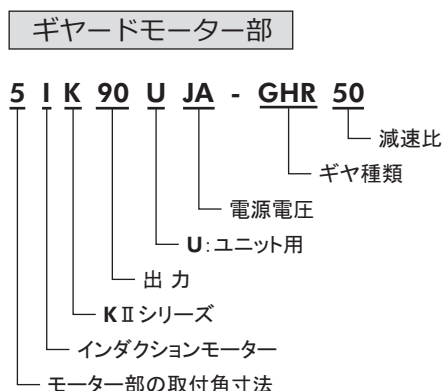 ギヤードモーター部
5 I K 90 U JA - GHR 50
減速比
ギヤ種類
電源電圧
U：ユニット用
出 力
KⅡシリーズ
インダクションモーター
モーター部の取付角寸法